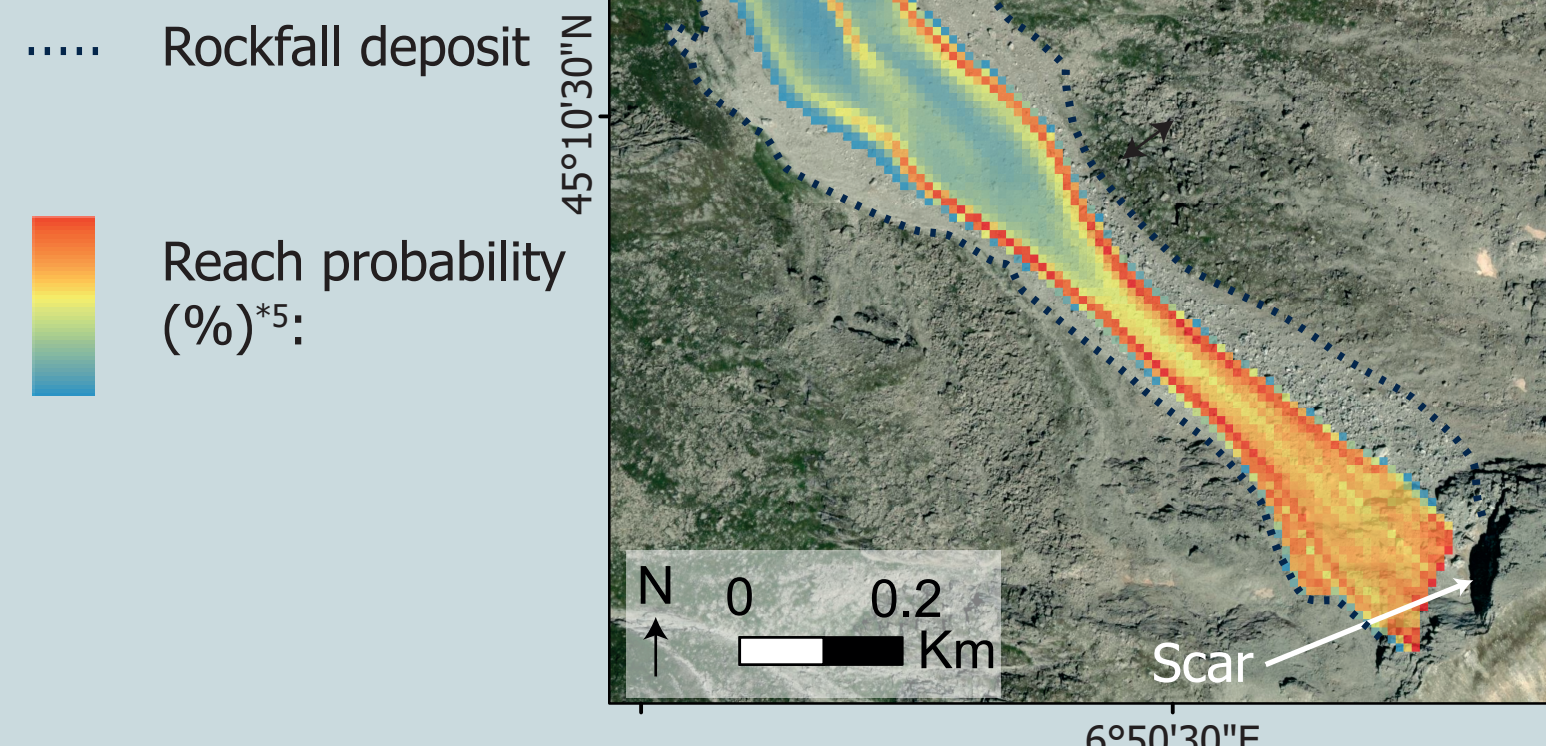 Rockfall deposit
Reach probability
(%)*5:
45°10'30"N
N
0 0.2
Km
Scar
6°50'30"E